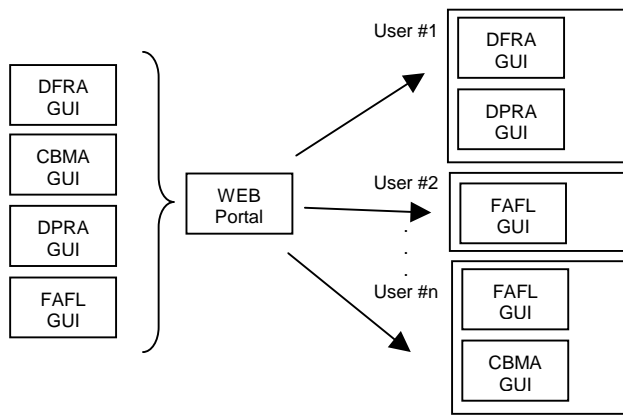 DFRA
GUI
CBMA
GUI
DPRA
GUI
FAFL
GUI
WEB
Portal
User #1
DFRA
GUI
DPRA
GUI
User #2
FAFL
GUI
.
.
.
.
User #n
FAFL
GUI
CBMA
GUI